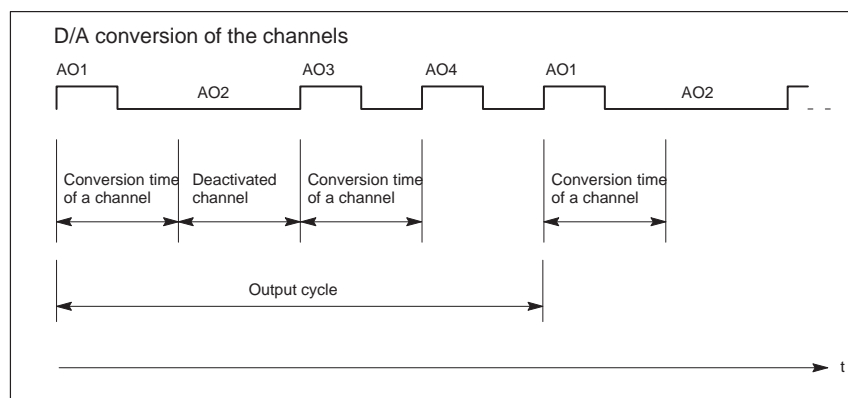 D/A conversion of the channels
AO1
AO2
AO3
AO4
AO1
AO2
Conversion time
of a channel
Deactivated
channel
Conversion time
of a channel
Conversion time
of a channel
Output cycle
t